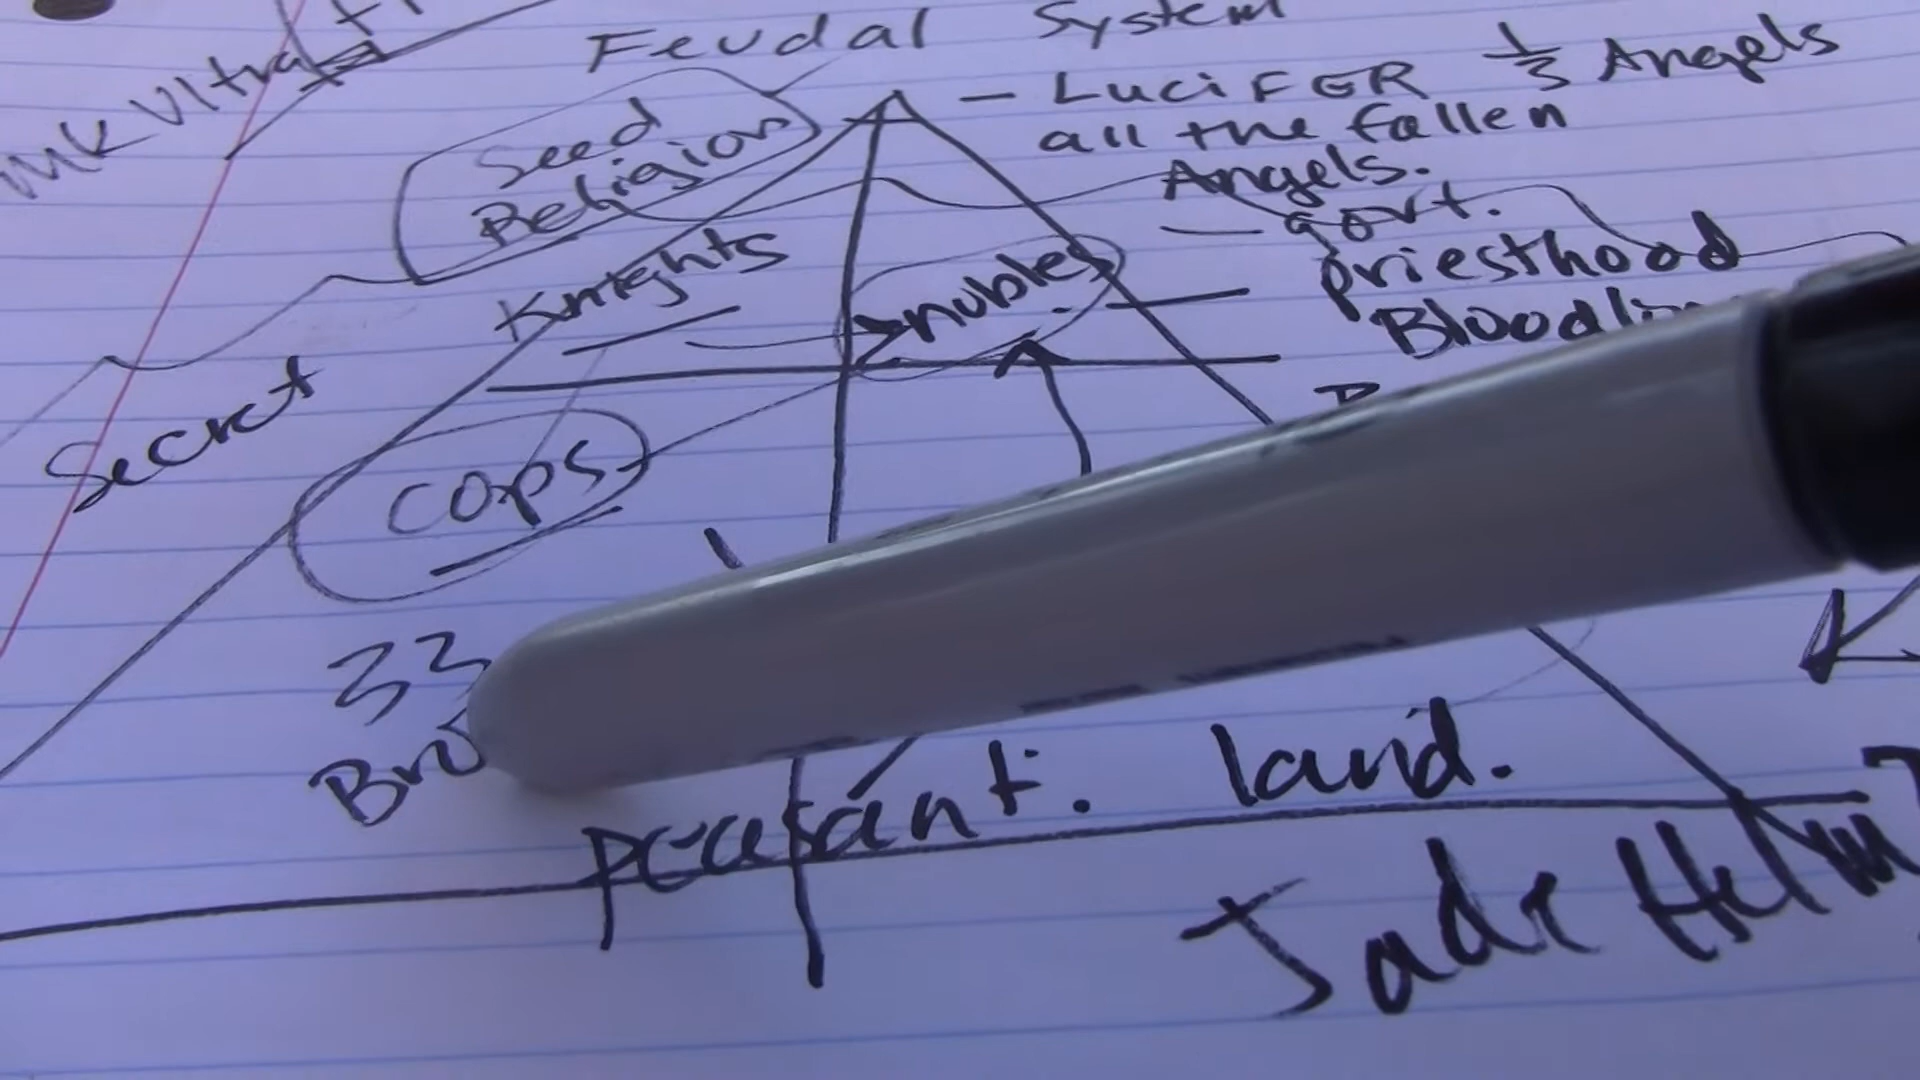 Feudal System
MK Ultra
Seed
Religion
- LuciFER 1/3 Angels
all the fallen
Angels.
- govt.
priesthood
Knights
nobles
Secret
cops
33
peasant. land.
Jade Helm